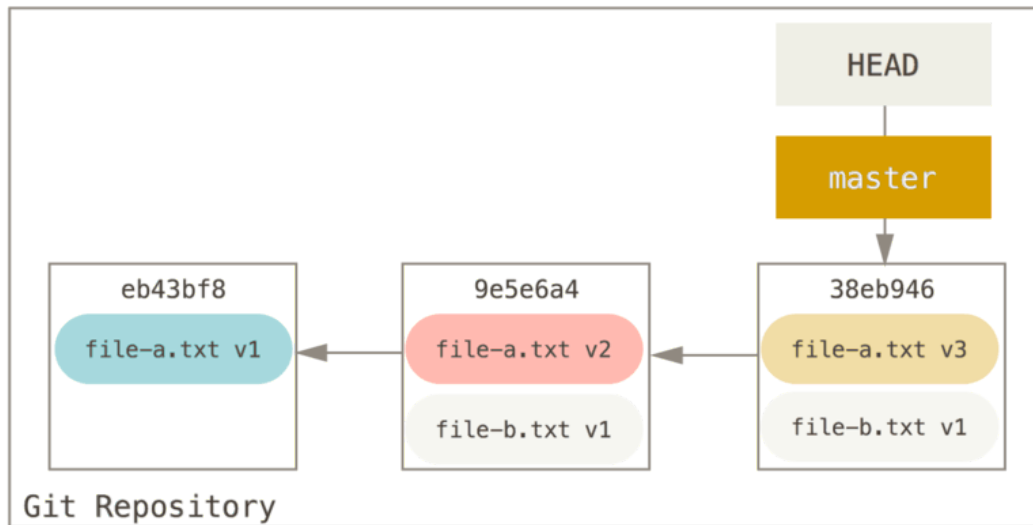 HEAD
master
eb43bf8
9e5e6a4
38eb946
file-a.txt v1
file-a.txt v2
file-a.txt v3
file-b.txt v1
file-b.txt v1
Git Repository